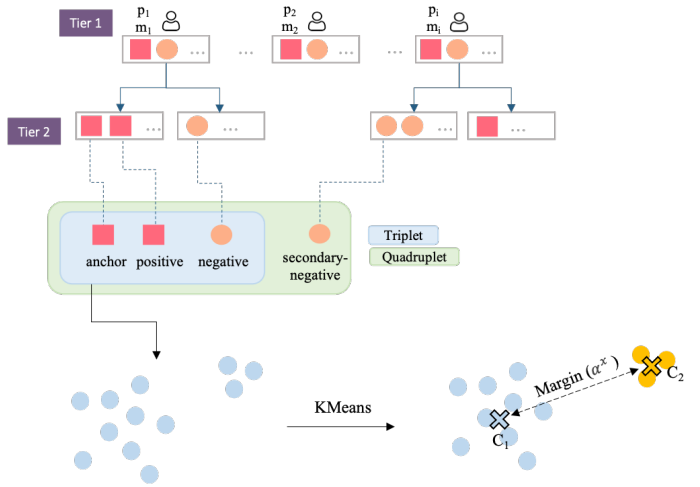 Tier 1
p1
m1
...
...
p2
m2
...
...
pi
mi
...
Tier 2
...
...
...
...
anchor
positive
negative
secondary-
negative
Triplet
Quadruplet
KMeans
Margin (αˣ)
C1
C2